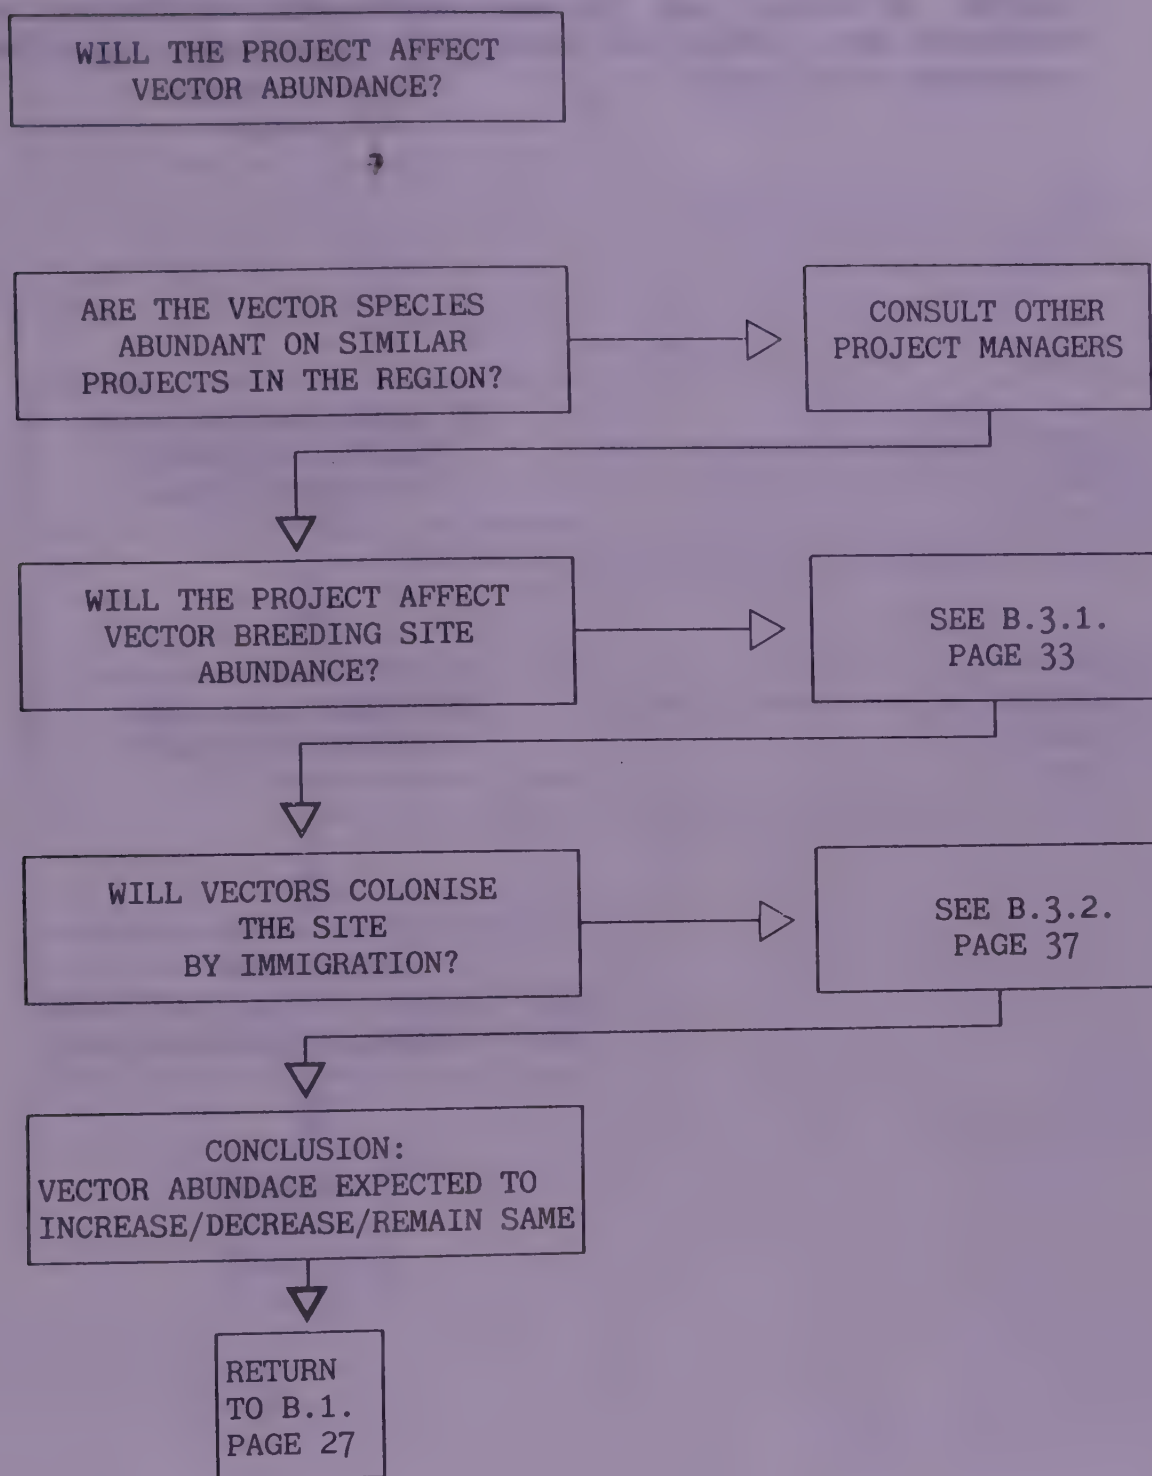 WILL THE PROJECT AFFECT
VECTOR ABUNDANCE?
ARE THE VECTOR SPECIES
ABUNDANT ON SIMILAR
PROJECTS IN THE REGION?
CONSULT OTHER
PROJECT MANAGERS
WILL THE PROJECT AFFECT
VECTOR BREEDING SITE
ABUNDANCE?
SEE B.3.1.
PAGE 33
WILL VECTORS COLONISE
THE SITE
BY IMMIGRATION?
SEE B.3.2.
PAGE 37
CONCLUSION:
VECTOR ABUNDACE EXPECTED TO
INCREASE/DECREASE/REMAIN SAME
RETURN
TO B.1.
PAGE 27